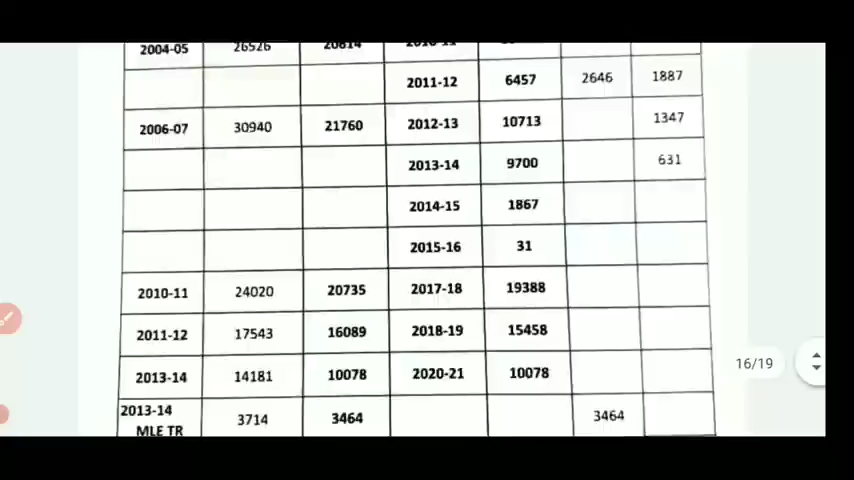 2004-05 26526 20614 2010-11
2011-12 6457 2646 1887
2006-07 30940 21760 2012-13 10713 1347
2013-14 9700 631
2014-15 1867
2015-16 31
2010-11 24020 20735 2017-18 19388
2011-12 17543 16089 2018-19 15458
2013-14 14181 10078 2020-21 10078
16/19
2013-14
MLE TR 3714 3464 3464